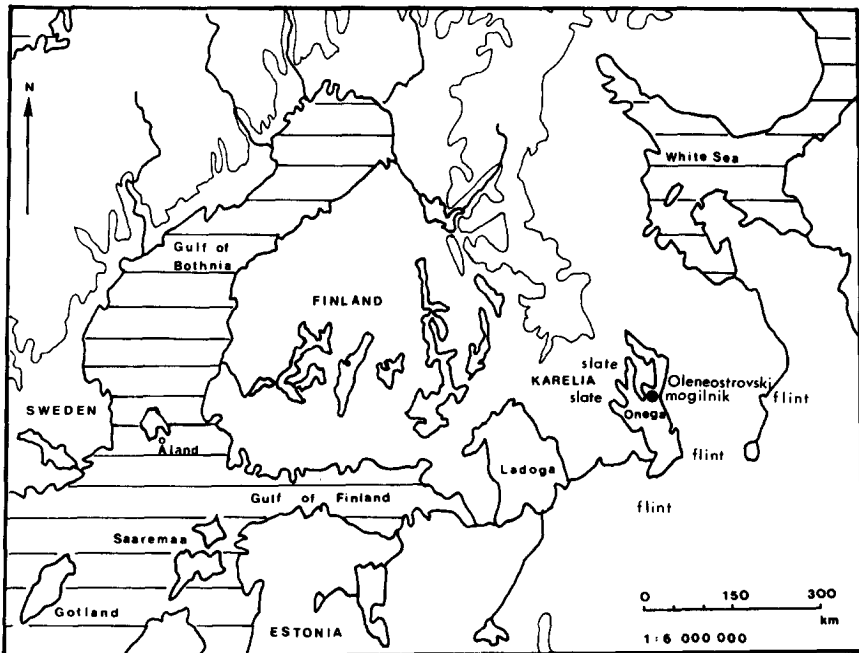 N
White Sea
Gulf of
Bothnia
FINLAND
slate
KARELIA
Oleneostrovski
slate
mogilnik
flint
SWEDEN
Onega
Åland
flint
Ladoga
Gulf of Finland
flint
Saaremaa
0 150 300
km
Gotland
ESTONIA
1:6 000 000